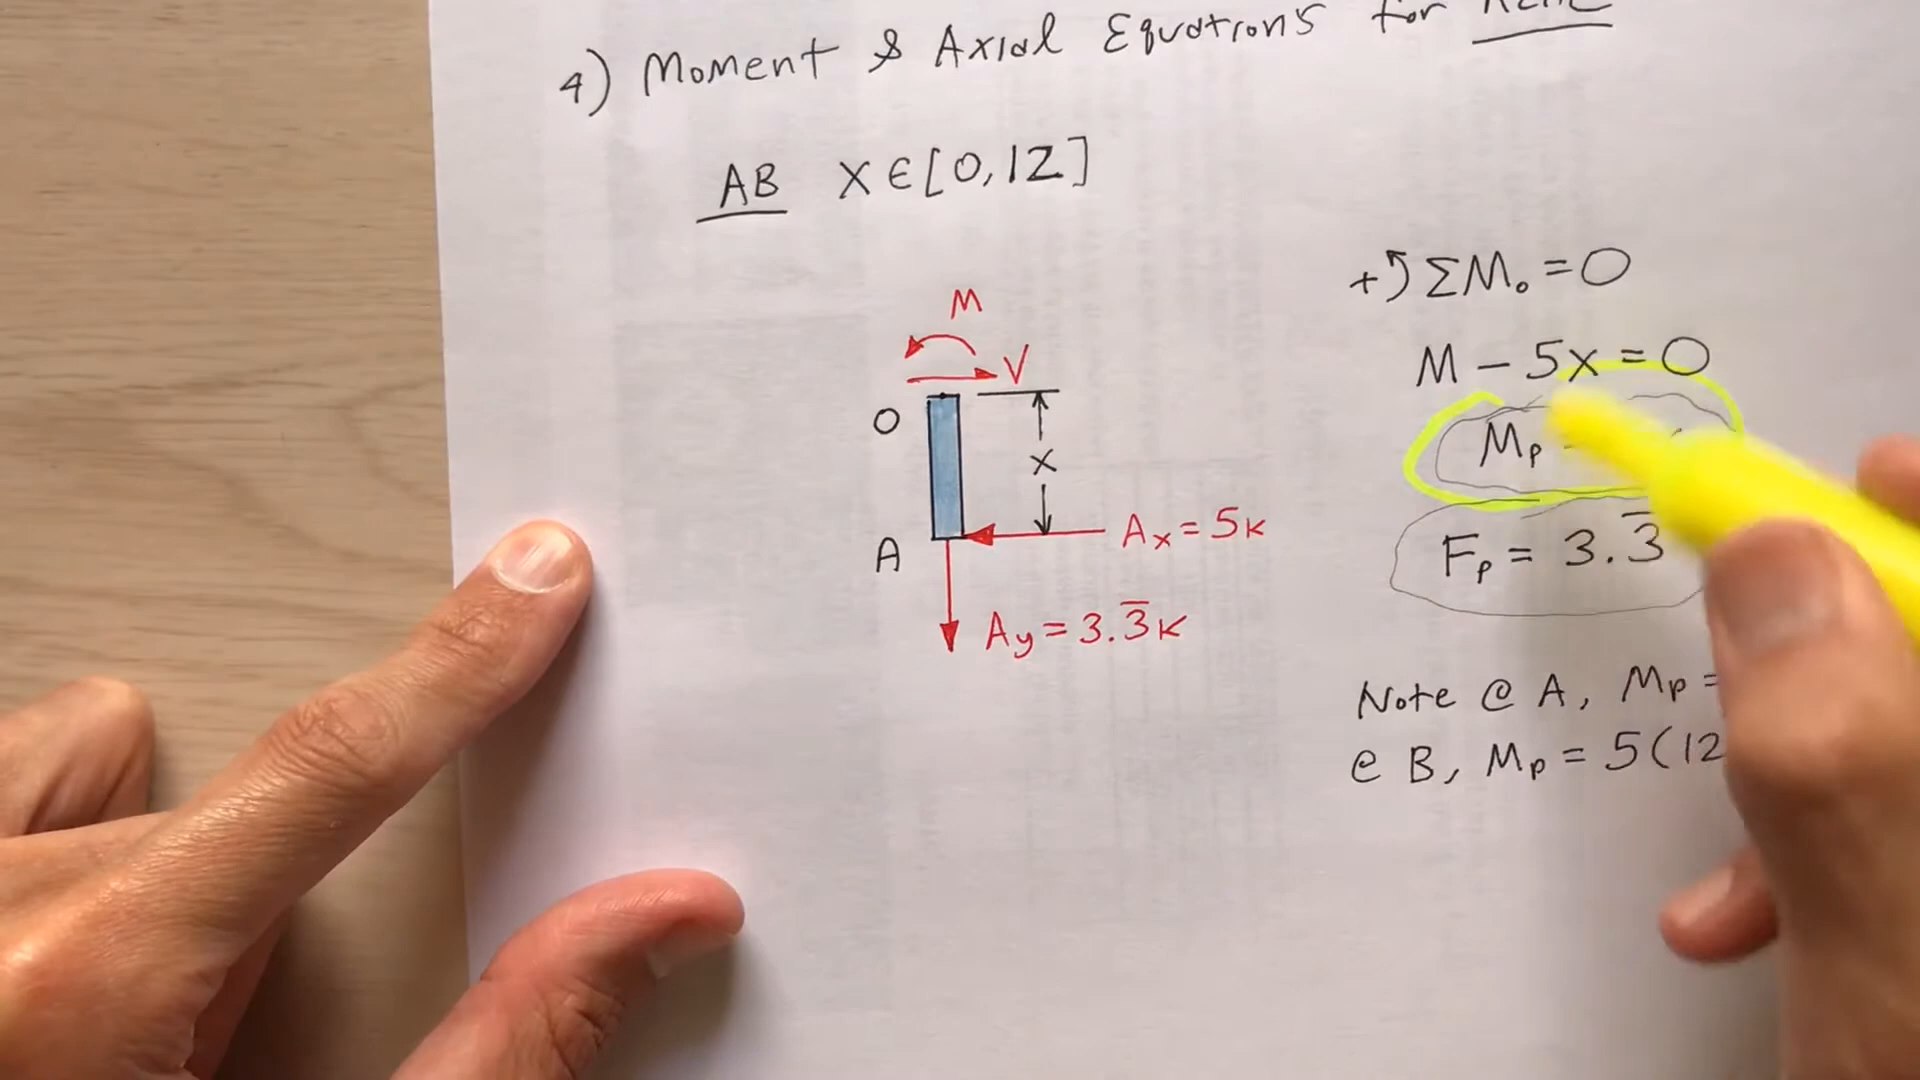 4) Moment & Axial Equations for
AB X ∈ [0,12]
M
V
O
X
A
Ax = 5k
Ay = 3.3̅k
+↺ ΣMo = 0
M - 5x = 0
Mp
Fp = 3.3̅
Note @ A, Mp =
@ B, Mp = 5(12